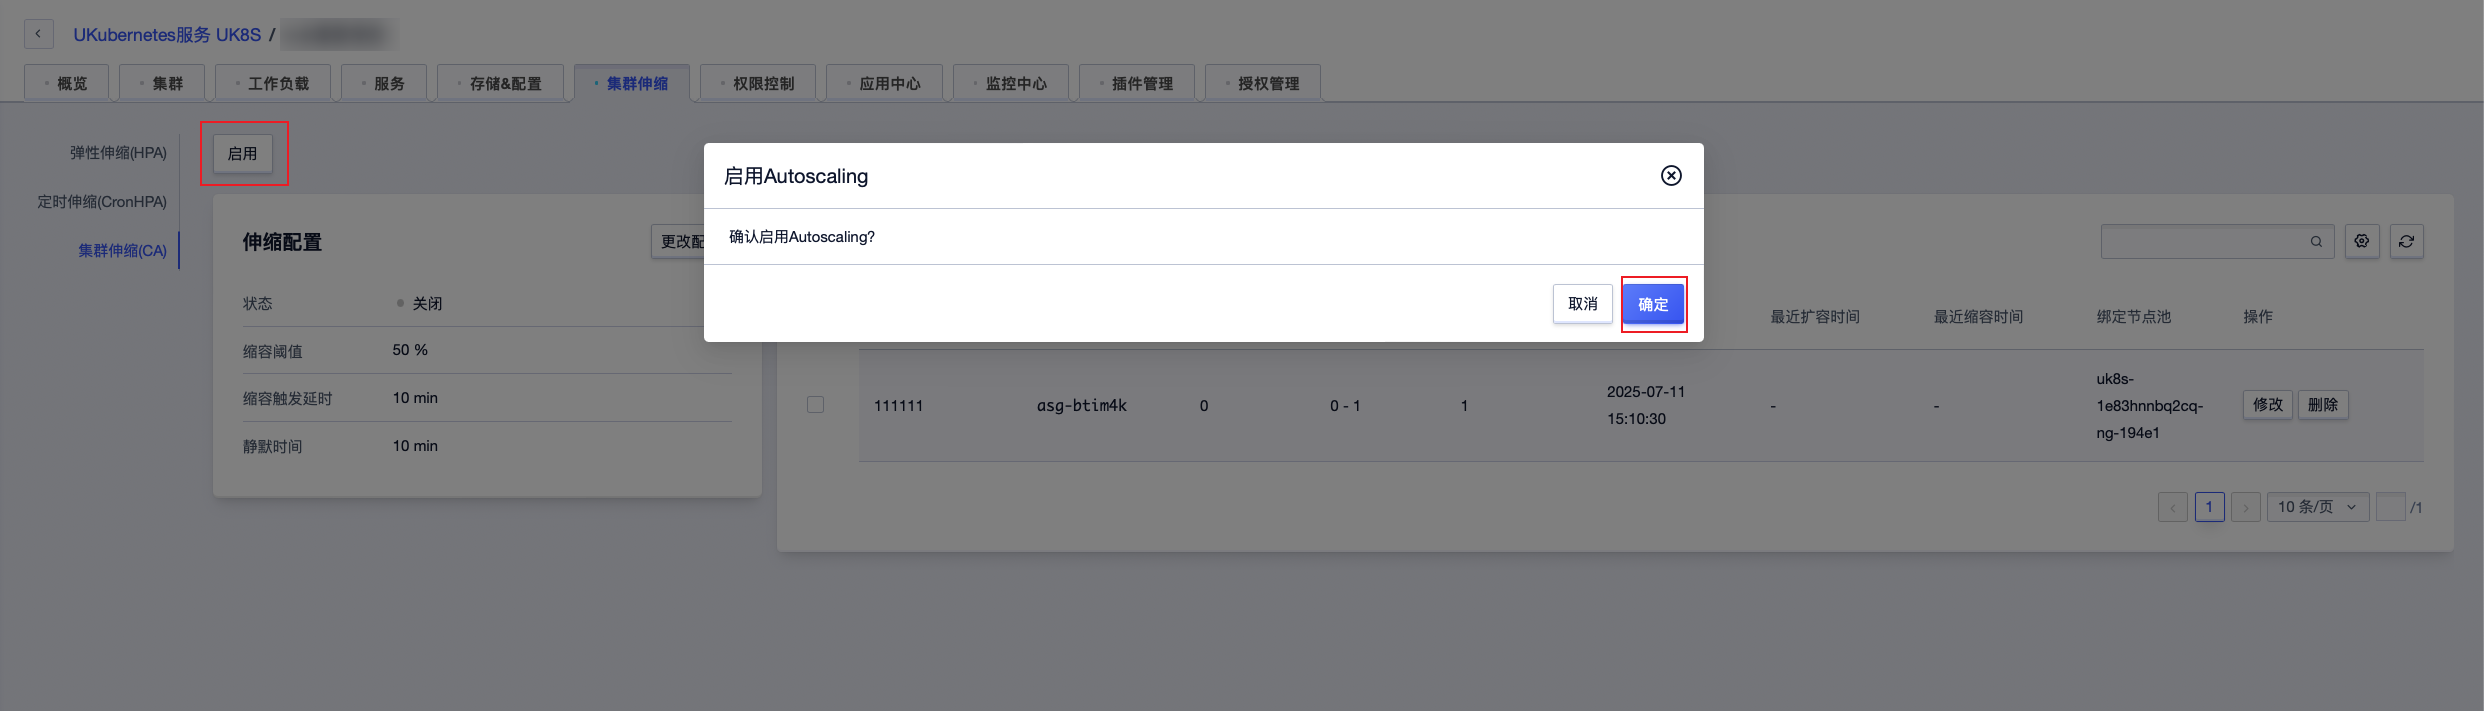 UKubernetes服务 UK8S /
概览
集群
工作负载
服务
存储&配置
集群伸缩
权限控制
应用中心
监控中心
插件管理
授权管理
弹性伸缩(HPA)
定时伸缩(CronHPA)
集群伸缩(CA)
启用
伸缩配置
更改配
状态
关闭
缩容阈值
50 %
缩容触发延时
10 min
静默时间
10 min
启用Autoscaling
确认启用Autoscaling?
取消
确定
最近扩容时间
最近缩容时间
绑定节点池
操作
111111
asg-btim4k
0
0 - 1
1
2025-07-11
15:10:30
-
-
uk8s-
1e83hnnbq2cq-
ng-194e1
修改
删除
1
10 条/页
/1